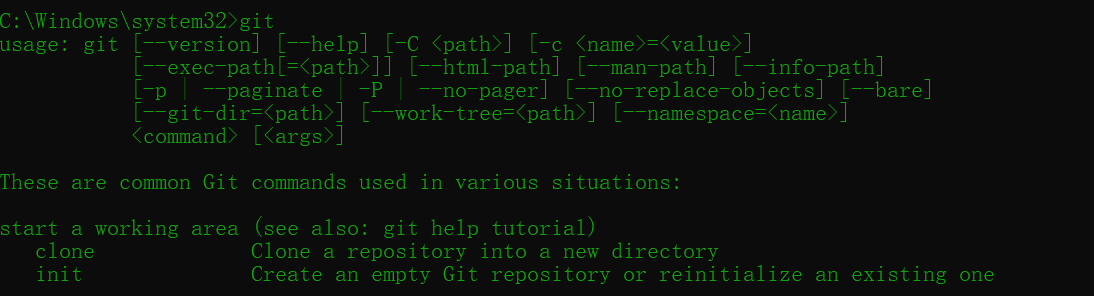 C:\Windows\system32>git
usage: git [--version] [--help] [-C <path>] [-c <name>=<value>]
           [--exec-path[=<path>]] [--html-path] [--man-path] [--info-path]
           [-p | --paginate | -P | --no-pager] [--no-replace-objects] [--bare]
           [--git-dir=<path>] [--work-tree=<path>] [--namespace=<name>]
           <command> [<args>]

These are common Git commands used in various situations:

start a working area (see also: git help tutorial)
   clone             Clone a repository into a new directory
   init              Create an empty Git repository or reinitialize an existing one